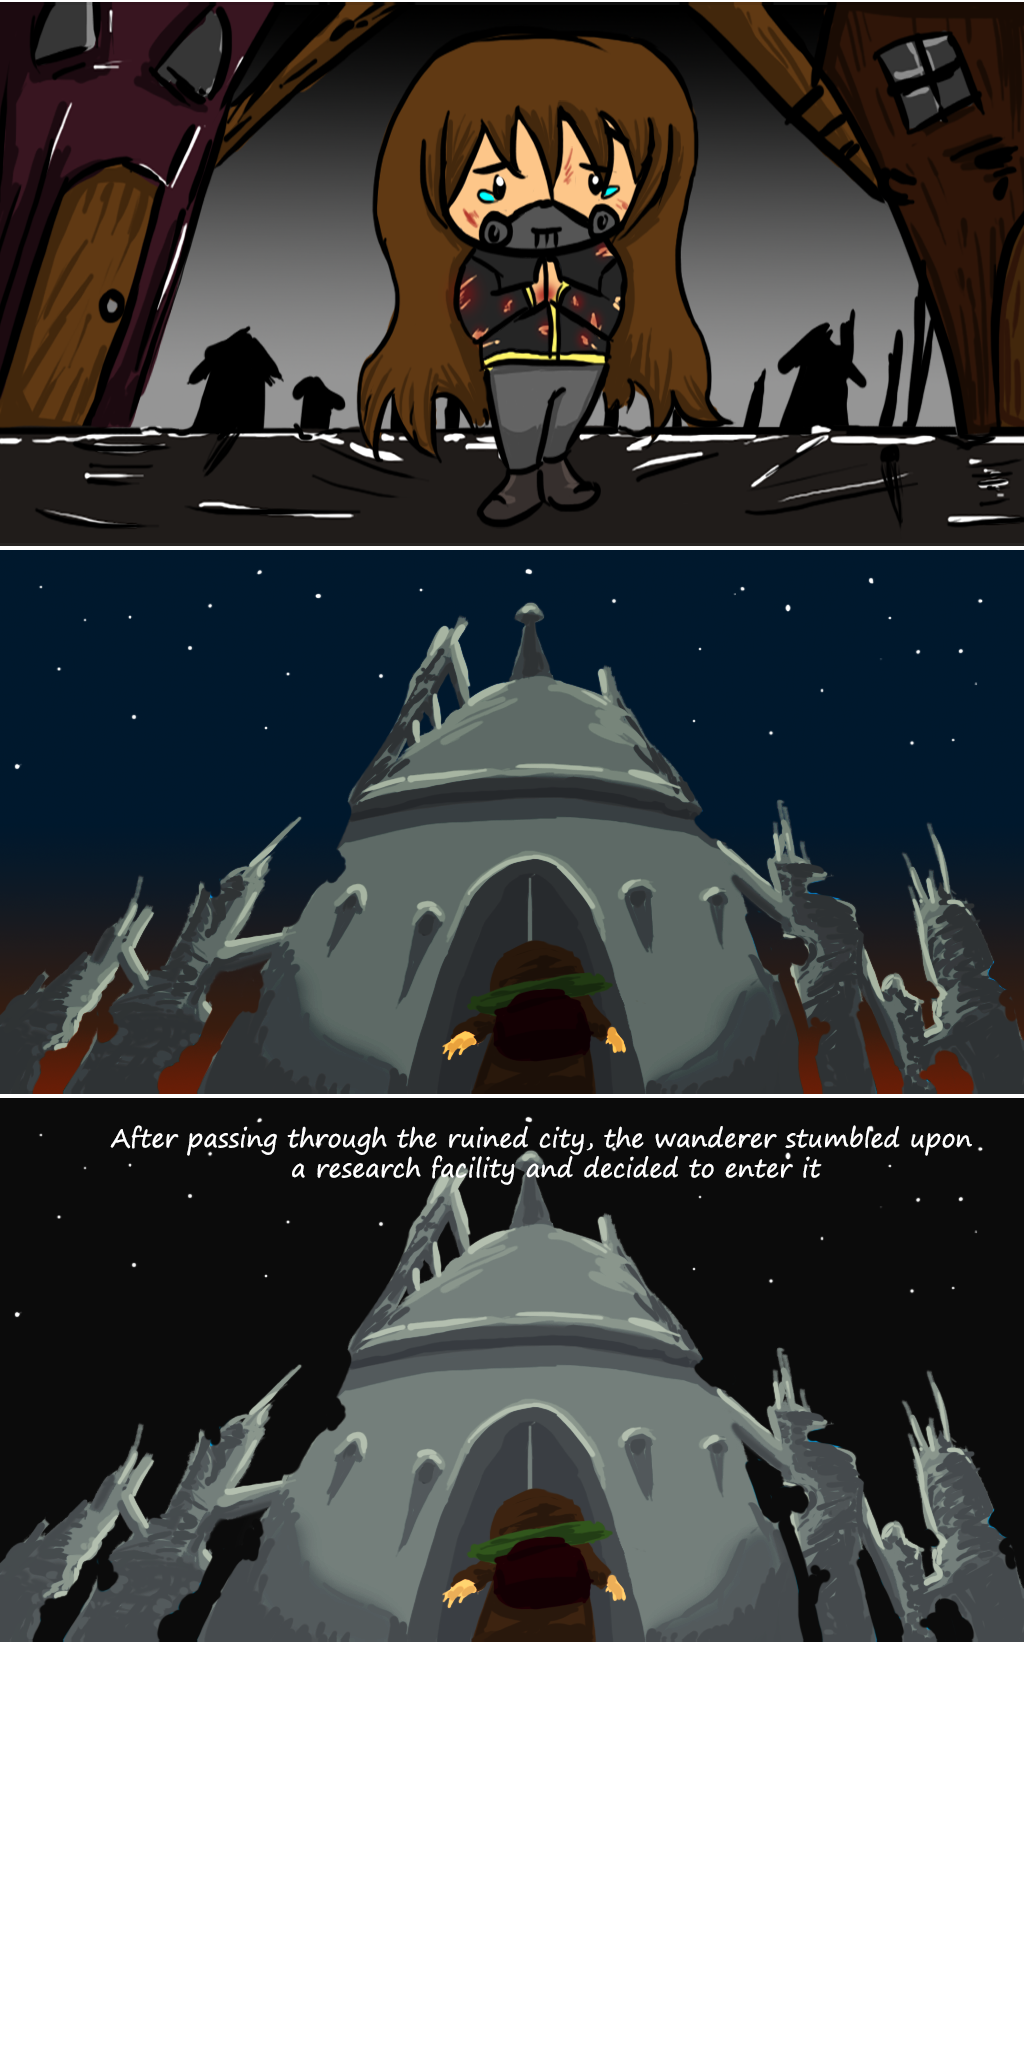 After passing through the ruined city, the wanderer stumbled upon
a research facility and decided to enter it